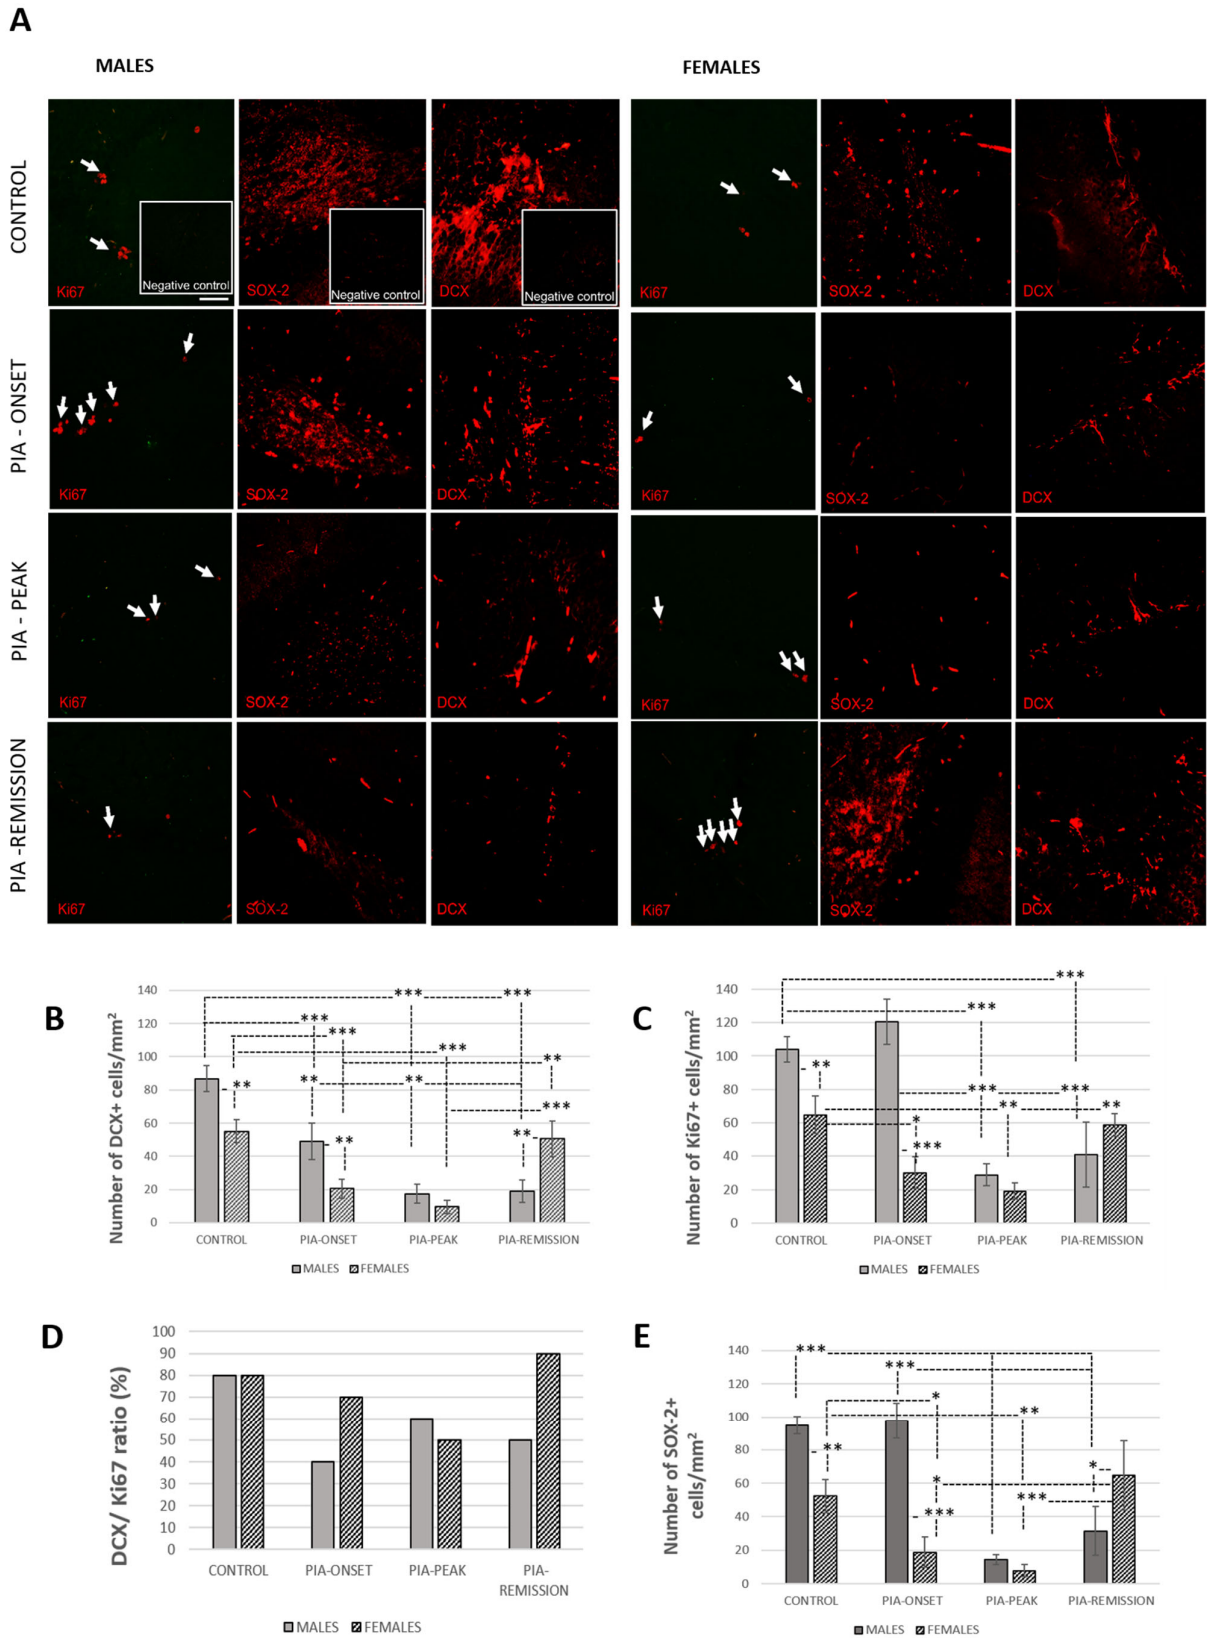 A
MALES
FEMALES
CONTROL
Ki67
Negative control
SOX-2
Negative control
DCX
Negative control
Ki67
SOX-2
DCX
PIA - ONSET
Ki67
SOX-2
DCX
Ki67
SOX-2
DCX
PIA - PEAK
Ki67
SOX-2
DCX
Ki67
SOX-2
DCX
PIA -REMISSION
Ki67
SOX-2
DCX
Ki67
SOX-2
DCX
B
Number of DCX+ cells/mm²
140
120
100
80
60
40
20
0
***
***
***
***
***
**
**
**
**
***
**
**
CONTROL
PIA-ONSET
PIA-PEAK
PIA-REMISSION
MALES
FEMALES
C
Number of Ki67+ cells/mm²
140
120
100
80
60
40
20
0
***
***
**
***
***
**
**
*
***
CONTROL
PIA-ONSET
PIA-PEAK
PIA-REMISSION
MALES
FEMALES
D
DCX/ Ki67 ratio (%)
100
90
80
70
60
50
40
30
20
10
0
CONTROL
PIA-ONSET
PIA-PEAK
PIA-
REMISSION
MALES
FEMALES
E
Number of SOX-2+
cells/mm²
140
120
100
80
60
40
20
0
***
***
*
**
**
*
*
***
***
CONTROL
PIA-ONSET
PIA-PEAK
PIA-REMISSION
MALES
FEMALES